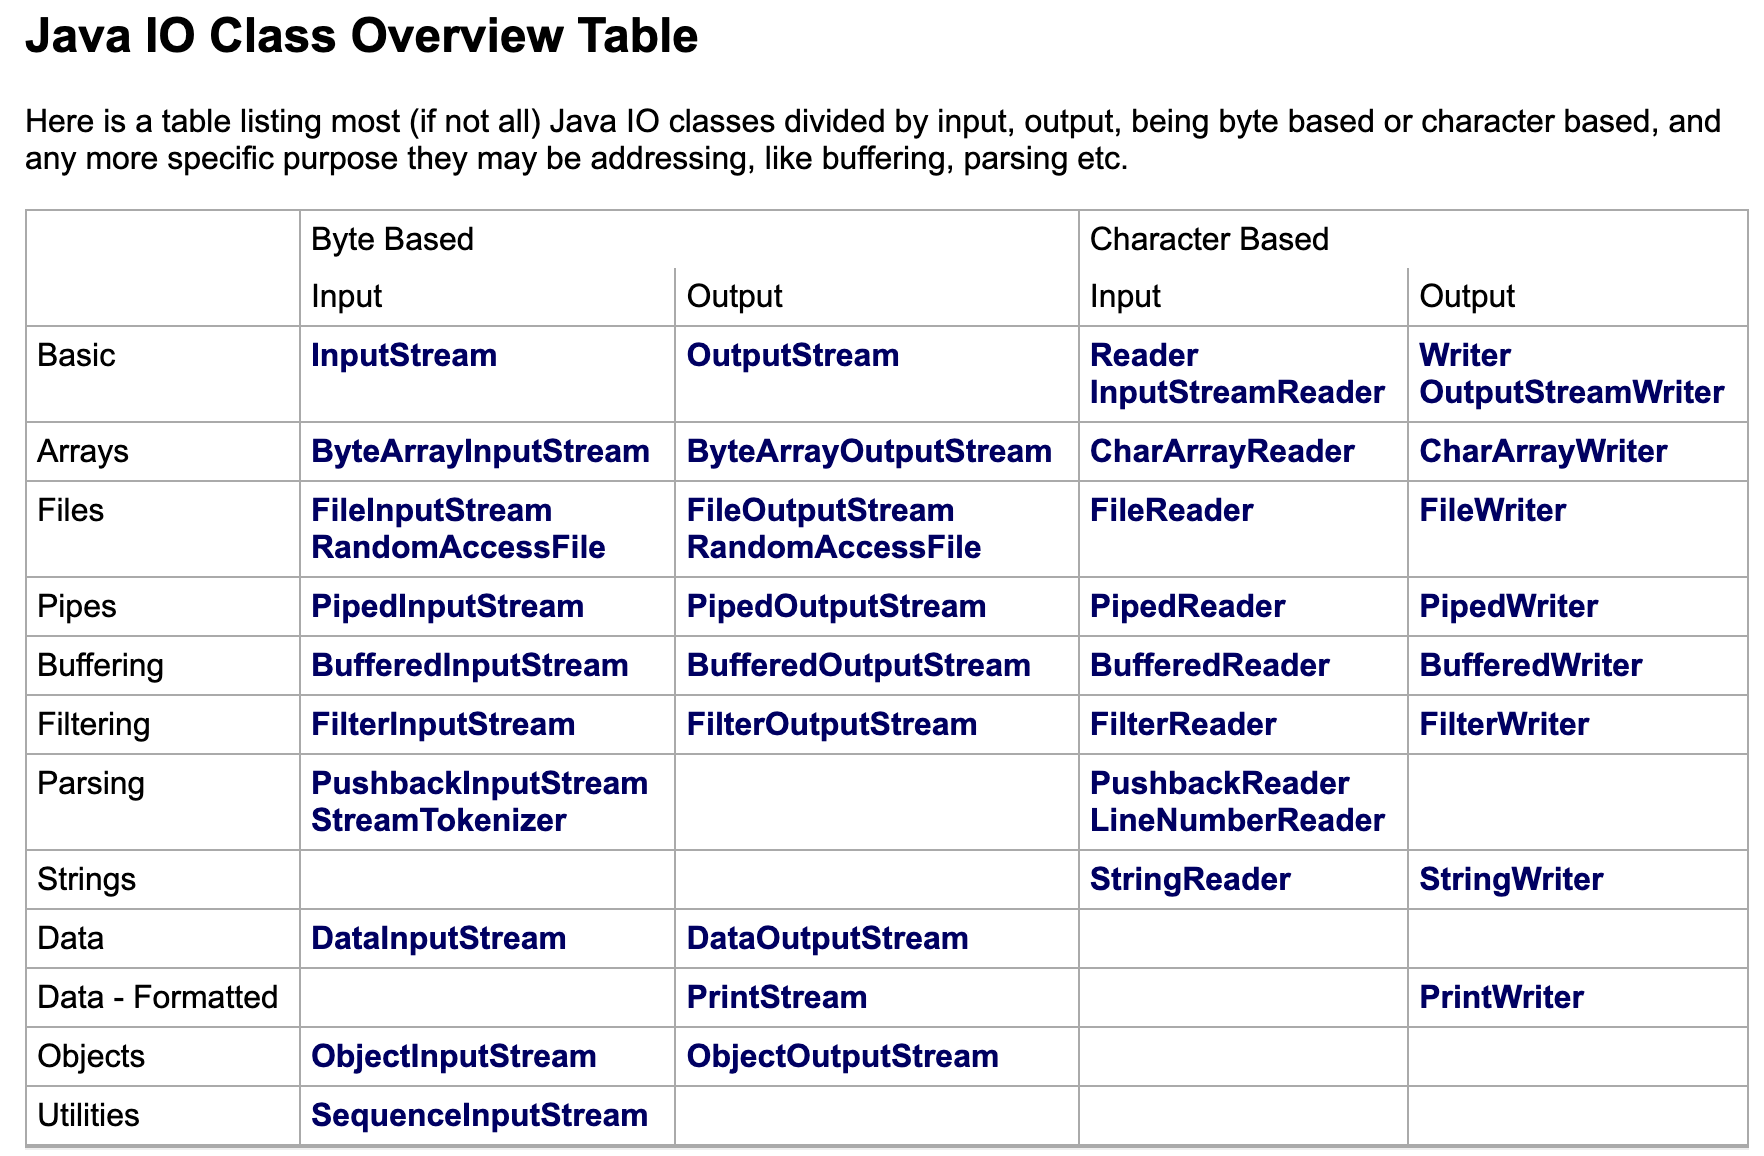 Java IO Class Overview Table
Here is a table listing most (if not all) Java IO classes divided by input, output, being byte based or character based, and
any more specific purpose they may be addressing, like buffering, parsing etc.
Byte Based Character Based
Input Output Input Output
Basic InputStream OutputStream Reader Writer
InputStreamReader OutputStreamWriter
Arrays ByteArrayInputStream ByteArrayOutputStream CharArrayReader CharArrayWriter
Files FileInputStream FileOutputStream FileReader FileWriter
RandomAccessFile RandomAccessFile
Pipes PipedInputStream PipedOutputStream PipedReader PipedWriter
Buffering BufferedInputStream BufferedOutputStream BufferedReader BufferedWriter
Filtering FilterInputStream FilterOutputStream FilterReader FilterWriter
Parsing PushbackInputStream PushbackReader
StreamTokenizer LineNumberReader
Strings StringReader StringWriter
Data DataInputStream DataOutputStream
Data - Formatted PrintStream PrintWriter
Objects ObjectInputStream ObjectOutputStream
Utilities SequenceInputStream